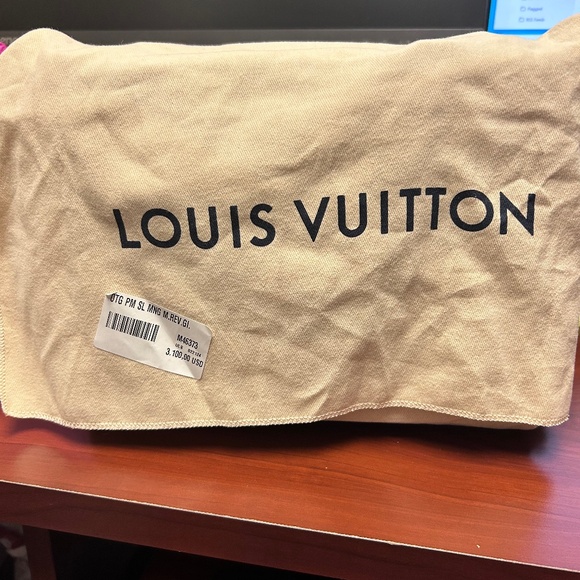 LOUIS VUITTON
OTG PM SL MNG M.REV.GI.
M46373
3.100.00 USD